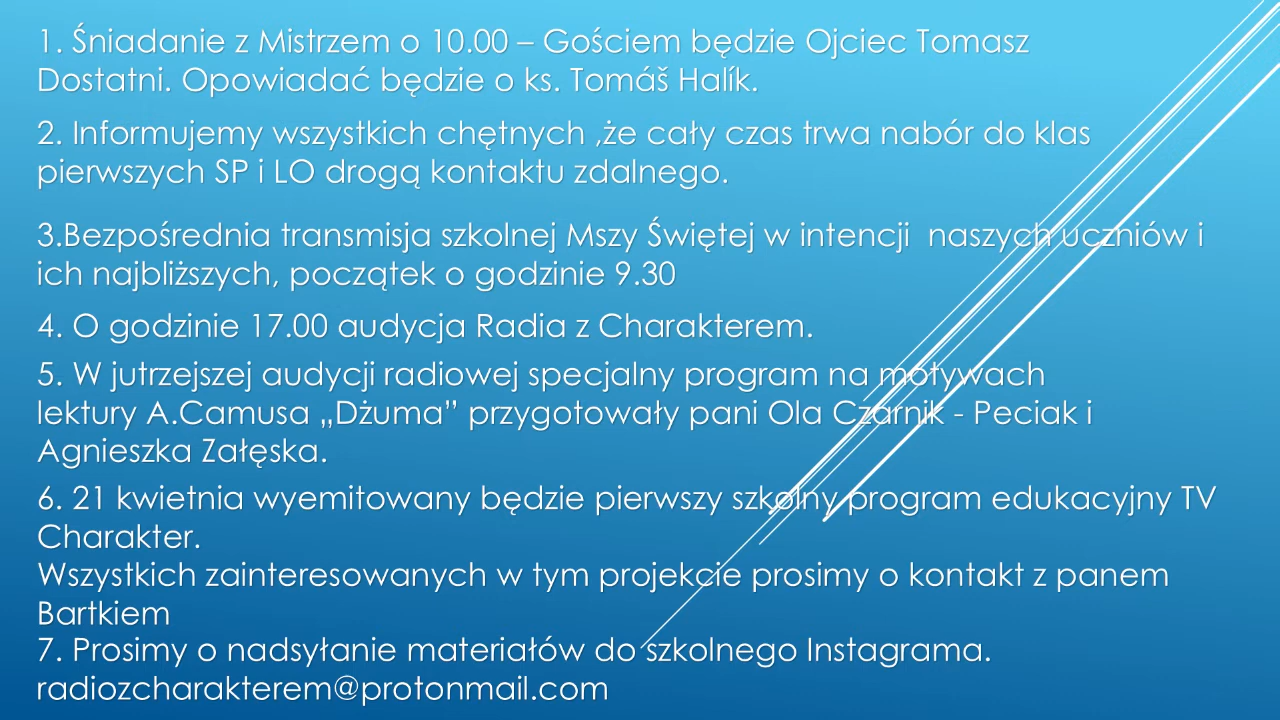 1. Śniadanie z Mistrzem o 10.00 – Gościem będzie Ojciec Tomasz
Dostatni. Opowiadać będzie o ks. Tomáš Halík.
2. Informujemy wszystkich chętnych ,że cały czas trwa nabór do klas
pierwszych SP i LO drogą kontaktu zdalnego.
3.Bezpośrednia transmisja szkolnej Mszy Świętej w intencji  naszych uczniów i
ich najbliższych, początek o godzinie 9.30
4. O godzinie 17.00 audycja Radia z Charakterem.
5. W jutrzejszej audycji radiowej specjalny program na motywach
lektury A.Camusa „Dżuma” przygotowały pani Ola Czarnik - Peciak i
Agnieszka Załęska.
6. 21 kwietnia wyemitowany będzie pierwszy szkolny program edukacyjny TV
Charakter.
Wszystkich zainteresowanych w tym projekcie prosimy o kontakt z panem
Bartkiem
7. Prosimy o nadsyłanie materiałów do szkolnego Instagrama.
radiozcharakterem@protonmail.com